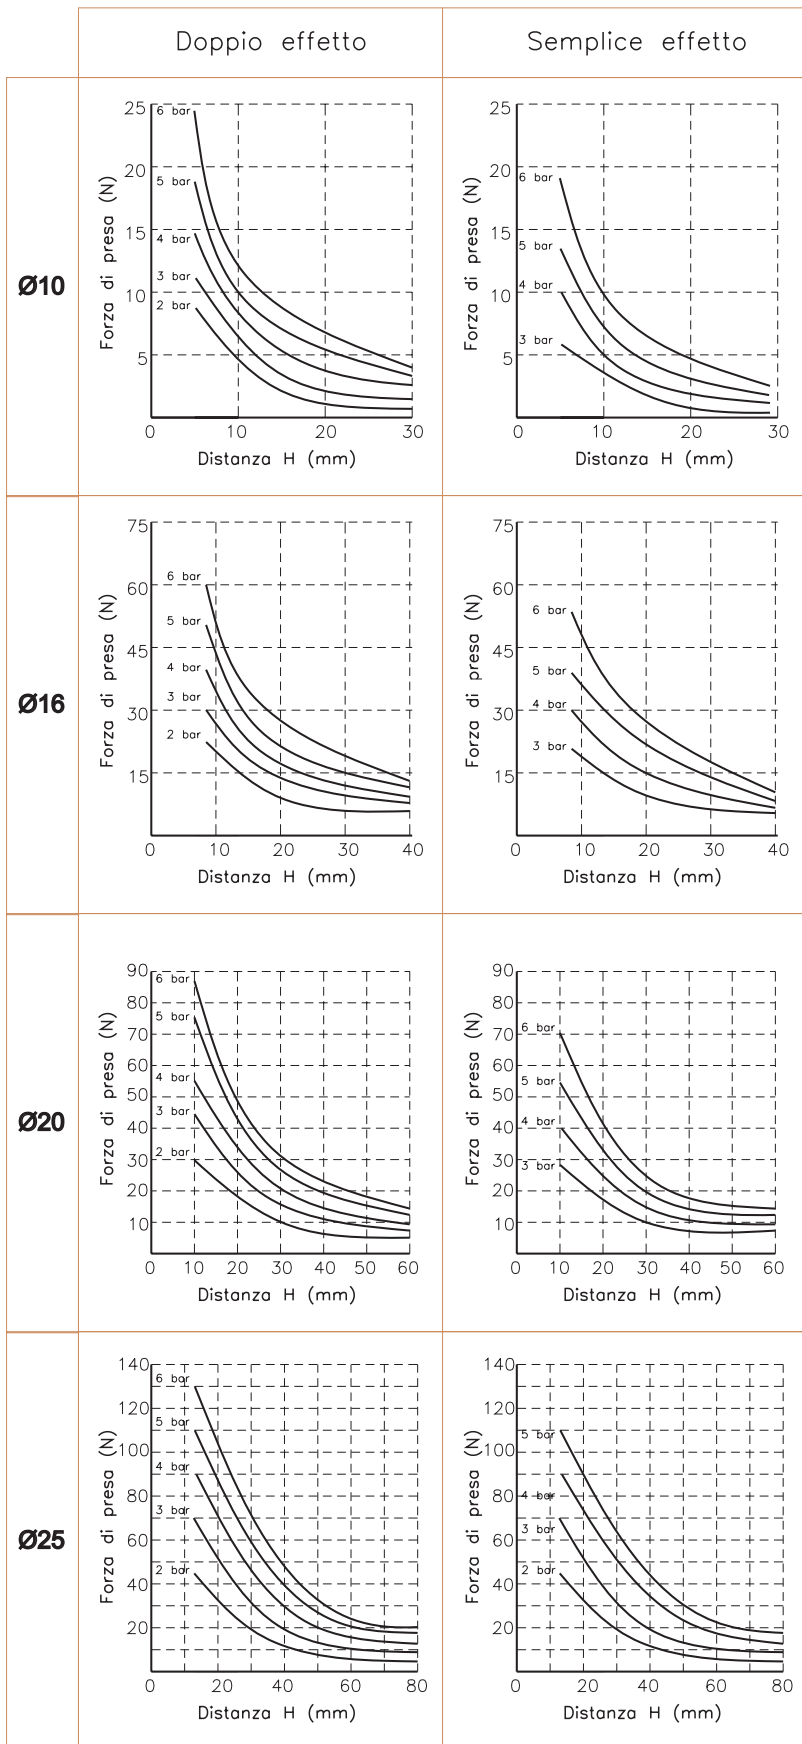 Doppio effetto Semplice effetto
Ø10
25
20
15
10
5
0 10 20 30
Forza di presa (N)
Distanza H (mm)
6 bar
5 bar
4 bar
3 bar
2 bar
25
20
15
10
5
0 10 20 30
Forza di presa (N)
Distanza H (mm)
6 bar
5 bar
4 bar
3 bar
Ø16
75
60
45
30
15
0 10 20 30 40
Forza di presa (N)
Distanza H (mm)
6 bar
5 bar
4 bar
3 bar
2 bar
75
60
45
30
15
0 10 20 30 40
Forza di presa (N)
Distanza H (mm)
6 bar
5 bar
4 bar
3 bar
Ø20
90
80
70
60
50
40
30
20
10
0 10 20 30 40 50 60
Forza di presa (N)
Distanza H (mm)
6 bar
5 bar
4 bar
3 bar
2 bar
90
80
70
60
50
40
30
20
10
0 10 20 30 40 50 60
Forza di presa (N)
Distanza H (mm)
6 bar
5 bar
4 bar
3 bar
Ø25
140
120
100
80
60
40
20
0 20 40 60 80
Forza di presa (N)
Distanza H (mm)
6 bar
5 bar
4 bar
3 bar
2 bar
140
120
100
80
60
40
20
0 20 40 60 80
Forza di presa (N)
Distanza H (mm)
5 bar
4 bar
3 bar
2 bar